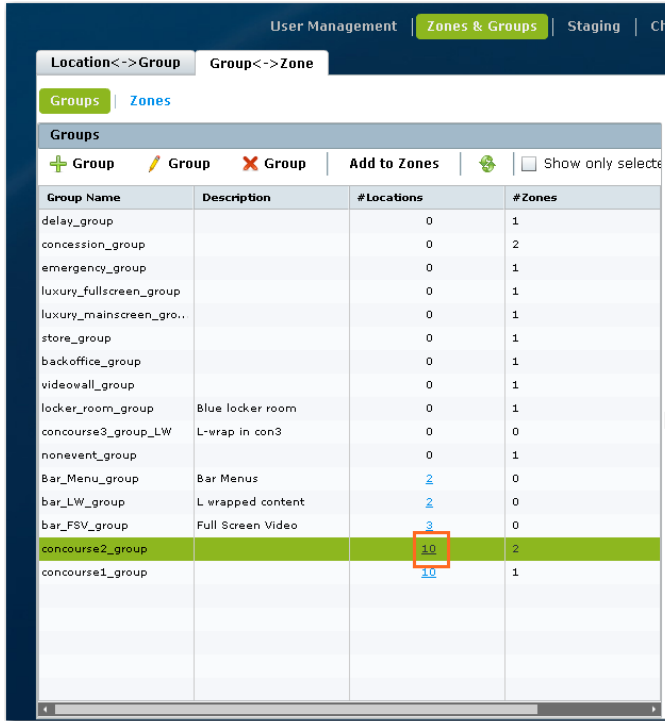 User Management | Zones & Groups | Staging | Ch
Location<->Group Group<->Zone
Groups | Zones
Groups
Group Group Group Add to Zones Show only selecte
Group Name Description #Locations #Zones
delay_group 0 1
concession_group 0 2
emergency_group 0 1
luxury_fullscreen_group 0 1
luxury_mainscreen_gro.. 0 1
store_group 0 1
backoffice_group 0 1
videowall_group 0 1
locker_room_group Blue locker room 0 1
concourse3_group_LW L-wrap in con3 0 0
nonevent_group 0 1
Bar_Menu_group Bar Menus 2 0
bar_LW_group L wrapped content 2 0
bar_FSV_group Full Screen Video 3 0
concourse2_group 10 2
concourse1_group 10 1